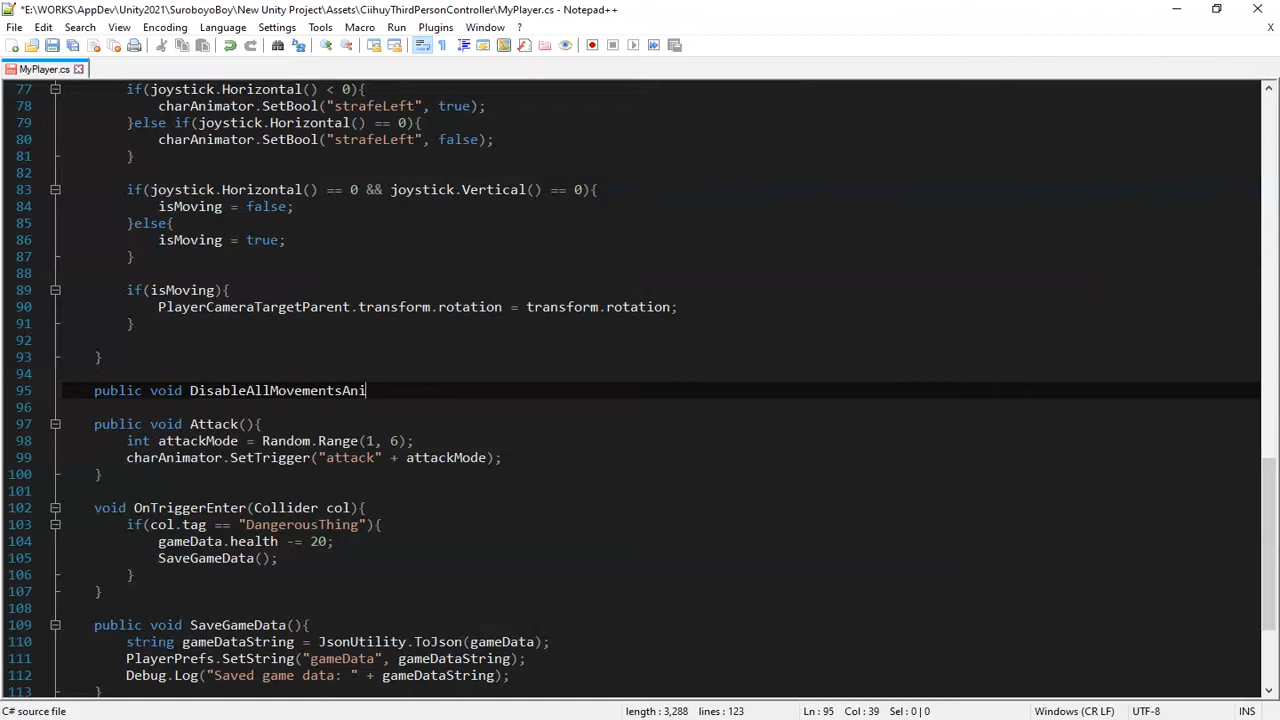 *E:\WORKS\AppDev\Unity2021\SuroboyoBoy\New Unity Project\Assets\CiihuyThirdPersonController\MyPlayer.cs - Notepad++
File Edit Search View Encoding Language Settings Tools Macro Run Plugins Window ? X
MyPlayer.cs
77 if(joystick.Horizontal() < 0){
78 charAnimator.SetBool("strafeLeft", true);
79 }else if(joystick.Horizontal() == 0){
80 charAnimator.SetBool("strafeLeft", false);
81 }
82
83 if(joystick.Horizontal() == 0 && joystick.Vertical() == 0){
84 isMoving = false;
85 }else{
86 isMoving = true;
87 }
88
89 if(isMoving){
90 PlayerCameraTargetParent.transform.rotation = transform.rotation;
91 }
92
93 }
94
95 public void DisableAllMovementsAni
96
97 public void Attack(){
98 int attackMode = Random.Range(1, 6);
99 charAnimator.SetTrigger("attack" + attackMode);
100 }
101
102 void OnTriggerEnter(Collider col){
103 if(col.tag == "DangerousThing"){
104 gameData.health -= 20;
105 SaveGameData();
106 }
107 }
108
109 public void SaveGameData(){
110 string gameDataString = JsonUtility.ToJson(gameData);
111 PlayerPrefs.SetString("gameData", gameDataString);
112 Debug.Log("Saved game data: " + gameDataString);
113 }
C# source file length : 3,288 lines : 123 Ln : 95 Col : 39 Sel : 0 | 0 Windows (CR LF) UTF-8 INS